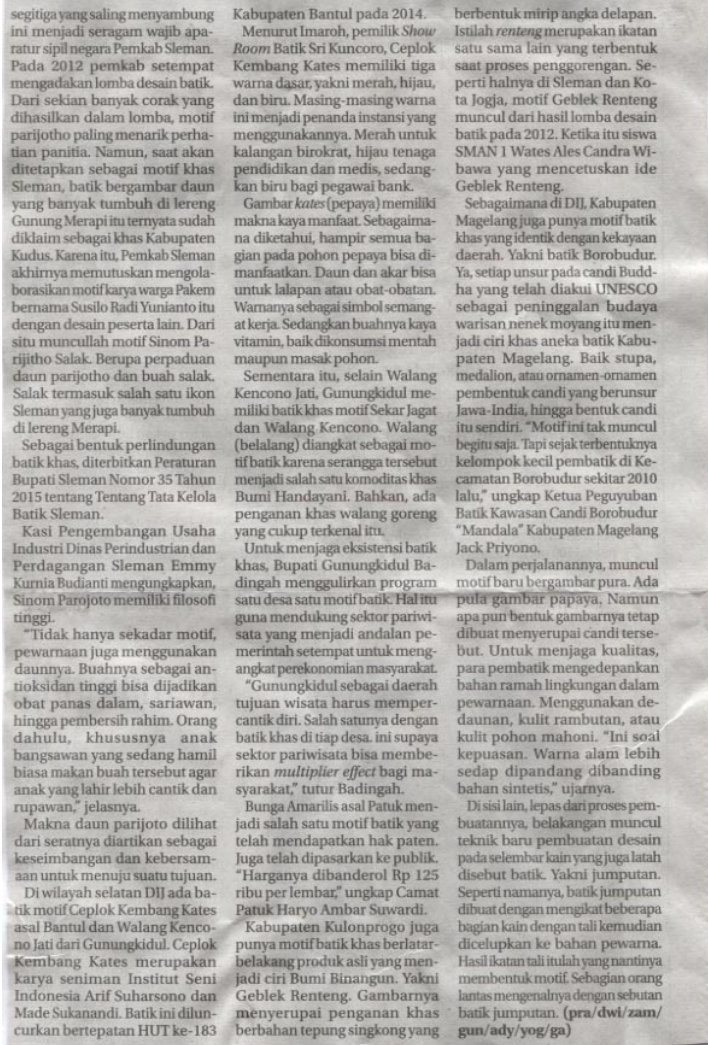 segitiga yang saling menyambung
ini menjadi seragam wajib apa-
ratur sipil negara Pemkab Sleman.
Pada 2012 pemkab setempat
mengadakan lomba desain batik.
Dari sekian banyak corak yang
dihasilkan dalam lomba, motif
parijotho paling menarik perha-
tian panitia. Namun, saat akan
ditetapkan sebagai motif khas
Sleman, batik bergambar daun
yang banyak tumbuh di lereng
Gunung Merapi itu ternyata sudah
diklaim sebagai khas Kabupaten
Kudus. Karena itu, Pemkab Sleman
akhirnya memutuskan mengola-
borasikan motif karya warga Pakem
bernama Susilo Radi Yunianto itu
dengan desain peserta lain. Dari
situ muncullah motif Sinom Pa-
rijitho Salak. Berupa perpaduan
daun parijotho dan buah salak.
Salak termasuk salah satu ikon
Sleman yang juga banyak tumbuh
di lereng Merapi.
Sebagai bentuk perlindungan
batik khas, diterbitkan Peraturan
Bupati Sleman Nomor 35 Tahun
2015 tentang Tentang Tata Kelola
Batik Sleman.
Kasi Pengembangan Usaha
Industri Dinas Perindustrian dan
Perdagangan Sleman Emmy
Kurnia Budianti mengungkapkan,
Sinom Parojoto memiliki filosofi
tinggi.
"Tidak hanya sekadar motif,
pewarnaan juga menggunakan
daunnya. Buahnya sebagai an-
tioksidan tinggi bisa dijadikan
obat panas dalam, sariawan,
hingga pembersih rahim. Orang
dahulu, khususnya anak
bangsawan yang sedang hamil
biasa makan buah tersebut agar
anak yang lahir lebih cantik dan
rupawan," jelasnya.
Makna daun parijoto dilihat
dari seratnya diartikan sebagai
keseimbangan dan kebersam-
aan untuk menuju suatu tujuan.
Di wilayah selatan DIJ ada ba-
tik motif Ceplok Kembang Kates
asal Bantul dan Walang Kenco-
no Jati dari Gunungkidul. Ceplok
Kembang Kates merupakan
karya seniman Institut Seni
Indonesia Arif Suharsono dan
Made Sukanandi. Batik ini dilun-
curkan bertepatan HUT ke-183
Kabupaten Bantul pada 2014.
Menurut Imaroh, pemilik Show
Room Batik Sri Kuncoro, Ceplok
Kembang Kates memiliki tiga
warna dasar, yakni merah, hijau,
dan biru. Masing-masing warna
ini menjadi penanda instansi yang
menggunakannya. Merah untuk
kalangan birokrat, hijau tenaga
pendidikan dan medis, sedang-
kan biru bagi pegawai bank.
Gambar kates (pepaya) memiliki
makna kaya manfaat. Sebagaima-
na diketahui, hampir semua ba-
gian pada pohon pepaya bisa di-
manfaatkan. Daun dan akar bisa
untuk lalapan atau obat-obatan.
Warnanya sebagai simbol semang-
at kerja. Sedangkan buahnya kaya
vitamin, baik dikonsumsi mentah
maupun masak pohon.
Sementara itu, selain Walang
Kencono Jati, Gunungkidul me-
miliki batik khas motif Sekar Jagat
dan Walang Kencono. Walang
(belalang) diangkat sebagai mo-
tif batik karena serangga tersebut
menjadi salah satu komoditas khas
Bumi Handayani. Bahkan, ada
penganan khas walang goreng
yang cukup terkenal itu.
Untuk menjaga eksistensi batik
khas, Bupati Gunungkidul Ba-
dingah menggulirkan program
satu desa satu motif batik. Hal itu
guna mendukung sektor pariwi-
sata yang menjadi andalan pe-
merintah setempat untuk meng-
angkat perekonomian masyarakat.
"Gunungkidul sebagai daerah
tujuan wisata harus memper-
cantik diri. Salah satunya dengan
batik khas di tiap desa. ini supaya
sektor pariwisata bisa membe-
rikan multiplier effect bagi ma-
syarakat," tutur Badingah.
Bunga Amarilis asal Patuk men-
jadi salah satu motif batik yang
telah mendapatkan hak paten.
Juga telah dipasarkan ke publik.
"Harganya dibanderol Rp 125
ribu per lembar," ungkap Camat
Patuk Haryo Ambar Suwardi.
Kabupaten Kulonprogo juga
punya motif batik khas berlatar-
belakang produk asli yang men-
jadi ciri Bumi Binangun. Yakni
Geblek Renteng. Gambarnya
menyerupai penganan khas
berbahan tepung singkong yang
berbentuk mirip angka delapan.
Istilah renteng merupakan ikatan
satu sama lain yang terbentuk
saat proses penggorengan. Se-
perti halnya di Sleman dan Ko-
ta Jogja, motif Geblek Renteng
muncul dari hasil lomba desain
batik pada 2012. Ketika itu siswa
SMAN 1 Wates Ales Candra Wi-
bawa yang mencetuskan ide
Geblek Renteng.
Sebagaimana di DIJ, Kabupaten
Magelang juga punya motif batik
khas yang identik dengan kekayaan
daerah. Yakni batik Borobudur.
Ya, setiap unsur pada candi Budd-
ha yang telah diakui UNESCO
sebagai peninggalan budaya
warisan nenek moyang itu men-
jadi ciri khas aneka batik Kabu-
paten Magelang. Baik stupa,
medalion, atau ornamen-ornamen
pembentuk candi yang berunsur
Jawa-India, hingga bentuk candi
itu sendiri. "Motif ini tak muncul
begitu saja. Tapi sejak terbentuknya
kelompok kecil pembatik di Ke-
camatan Borobudur sekitar 2010
lalu," ungkap Ketua Peguyuban
Batik Kawasan Candi Borobudur
"Mandala" Kabupaten Magelang
Jack Priyono.
Dalam perjalanannya, muncul
motif baru bergambar pura. Ada
pula gambar papaya. Namun
apa pun bentuk gambarnya tetap
dibuat menyerupai candi terse-
but. Untuk menjaga kualitas,
para pembatik mengedepankan
bahan ramah lingkungan dalam
pewarnaan. Menggunakan de-
daunan, kulit rambutan, atau
kulit pohon mahoni. "Ini soal
kepuasan. Warna alam lebih
sedap dipandang dibanding
bahan sintetis," ujarnya.
Di sisi lain, lepas dari proses pem-
buatannya, belakangan muncul
teknik baru pembuatan desain
pada selembar kain yang juga latah
disebut batik. Yakni jumputan.
Seperti namanya, batik jumputan
dibuat dengan mengikat beberapa
bagian kain dengan tali kemudian
dicelupkan ke bahan pewarna.
Hasil ikatan tali itulah yang nantinya
membentuk motif. Sebagian orang
lantas mengenalnya dengan sebutan
batik jumputan. (pra/dwi/zam/
gun/ady/yog/ga)